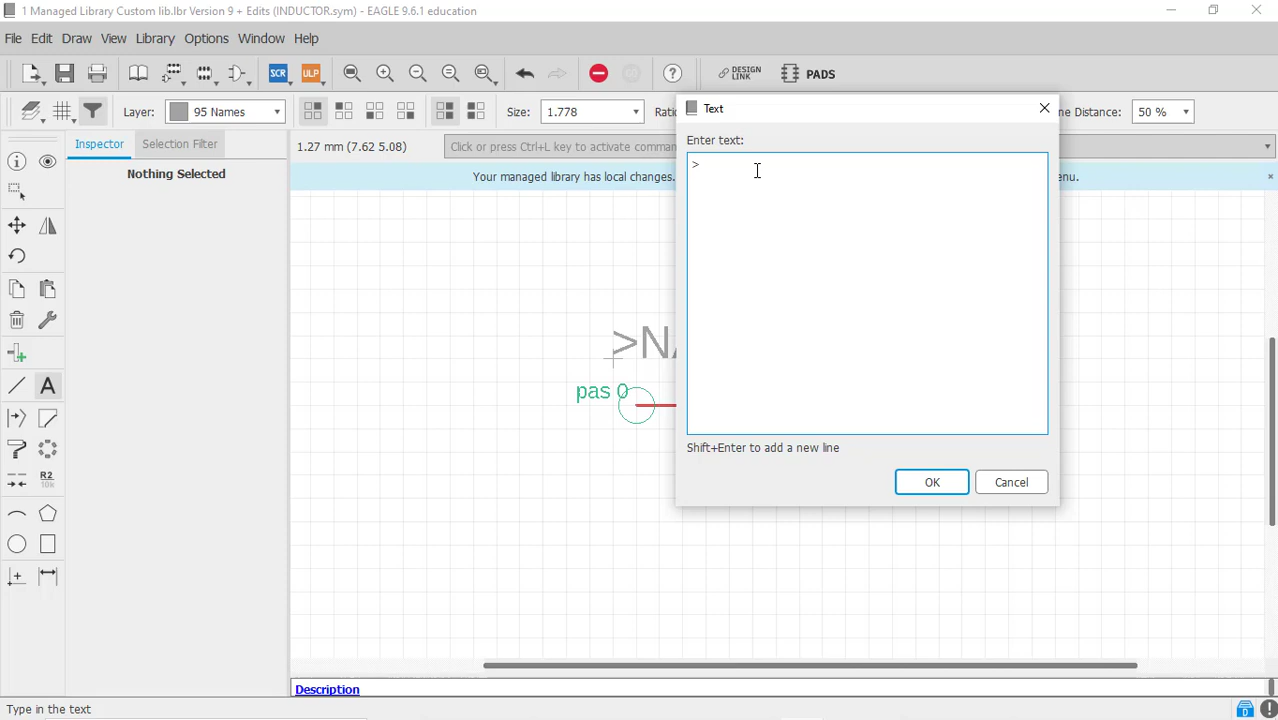 1 Managed Library Custom lib.lbr Version 9 + Edits (INDUCTOR.sym) - EAGLE 9.6.1 education
File Edit Draw View Library Options Window Help
SCR ULP ? DESIGN LINK PADS
Layer: 95 Names Size: 1.778 Ratio Line Distance: 50 %
Inspector Selection Filter 1.27 mm (7.62 5.08) Click or press Ctrl+L key to activate comman
Nothing Selected
Your managed library has local changes. enu.
Text
Enter text:
>
>NA
pas 0
Shift+Enter to add a new line
OK Cancel
A
R2
10k
Description
Type in the text